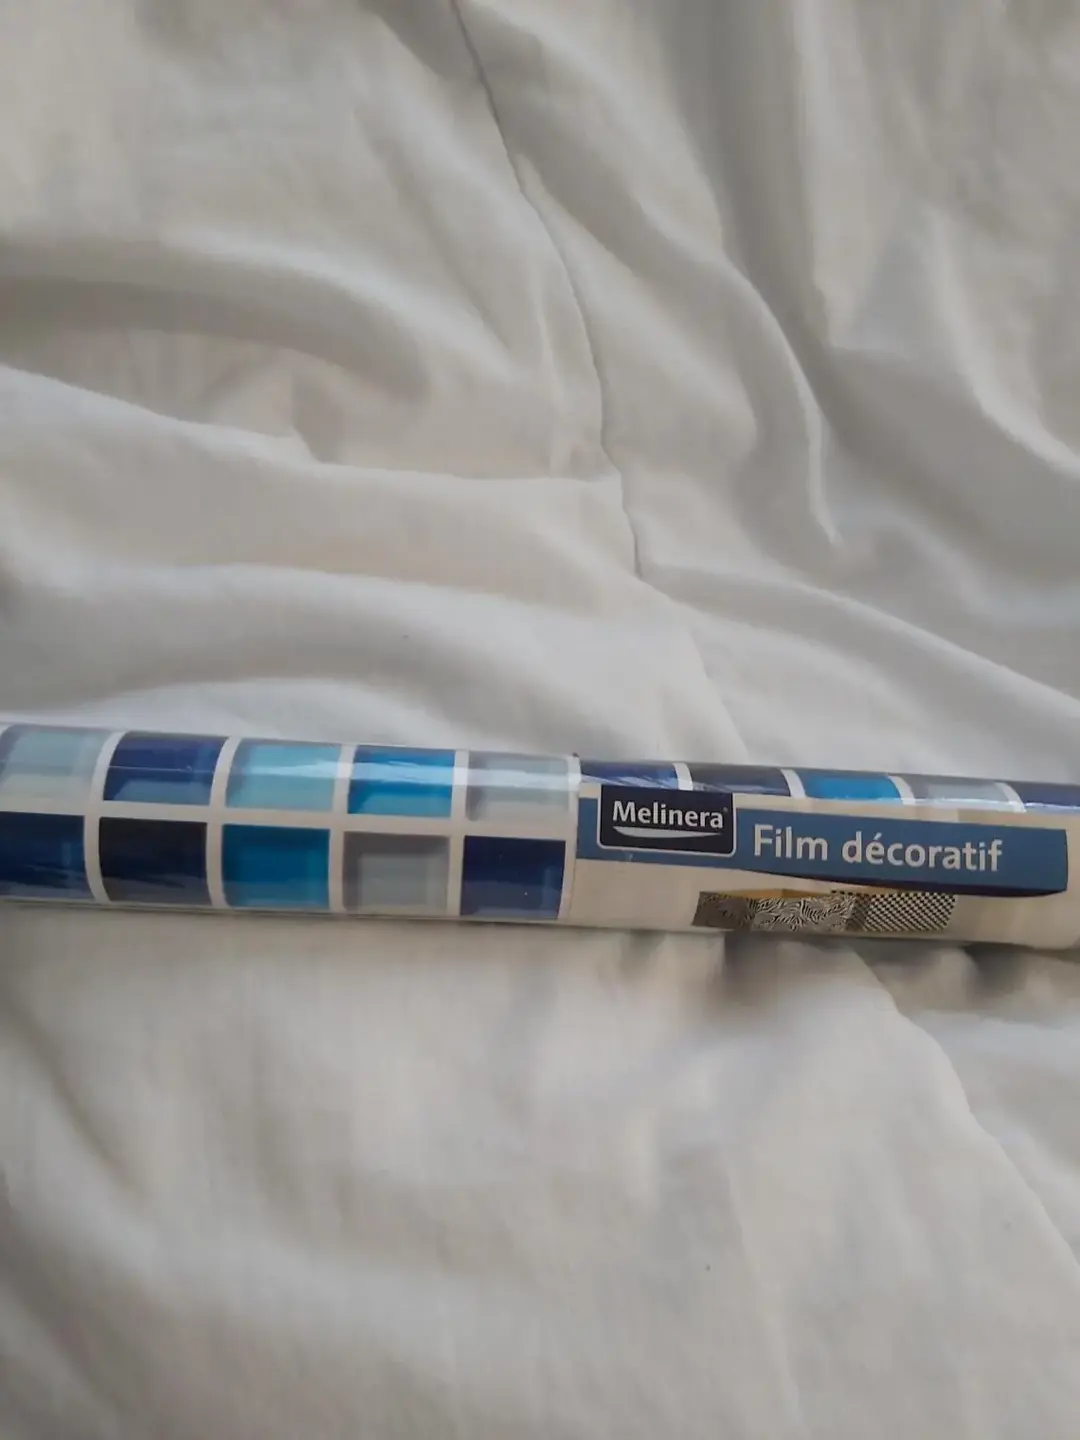 Melinera
Film décoratif